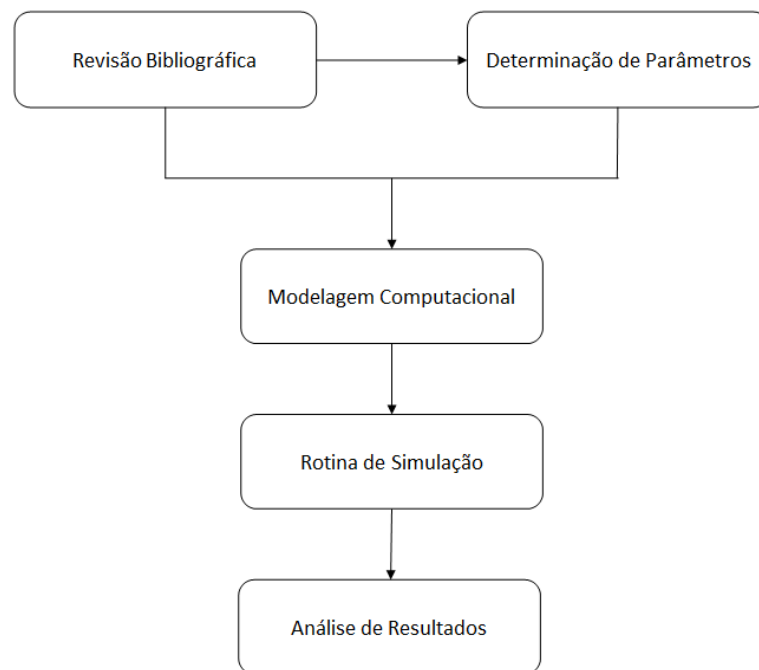 Revisão Bibliográfica
Determinação de Parâmetros
Modelagem Computacional
Rotina de Simulação
Análise de Resultados